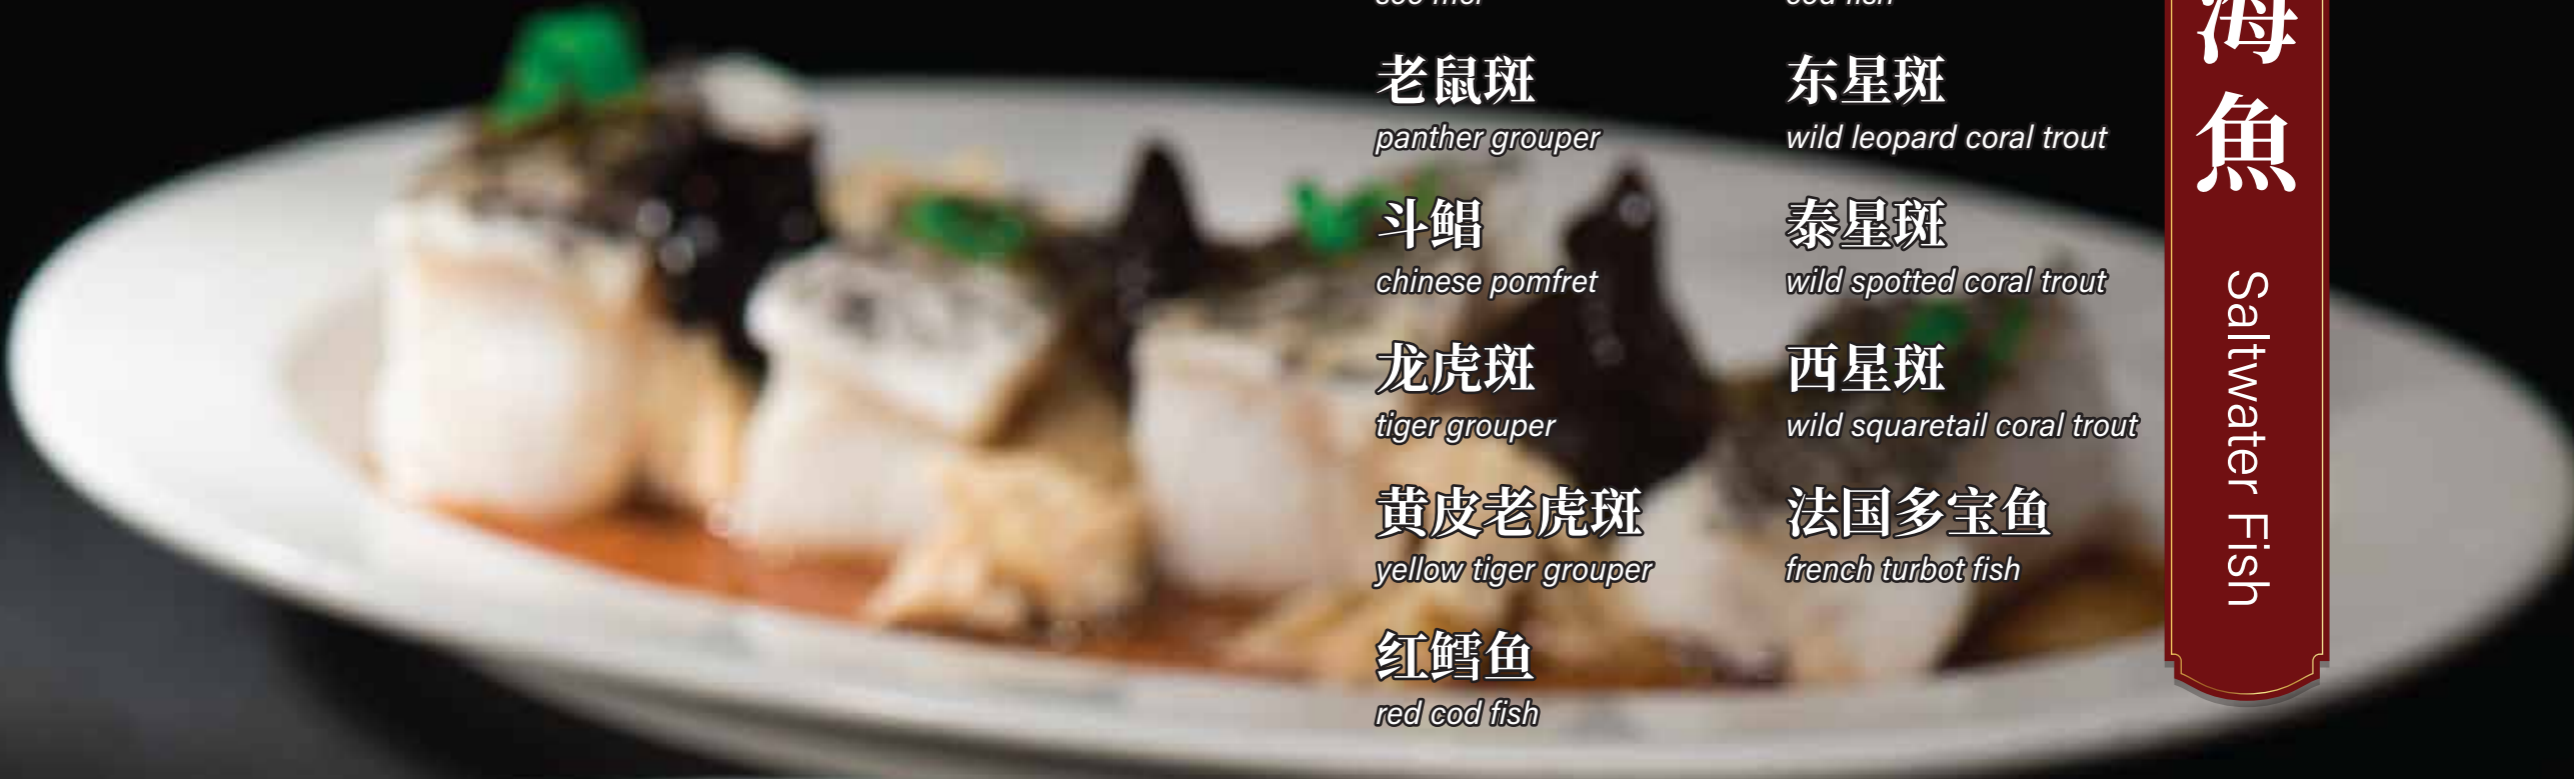 海魚
Saltwater Fish
cod fish
东星斑
wild leopard coral trout
泰星斑
wild spotted coral trout
西星斑
wild squaretail coral trout
法国多宝鱼
french turbot fish
老鼠斑
panther grouper
斗鲳
chinese pomfret
龙虎斑
tiger grouper
黄皮老虎斑
yellow tiger grouper
红鳕鱼
red cod fish